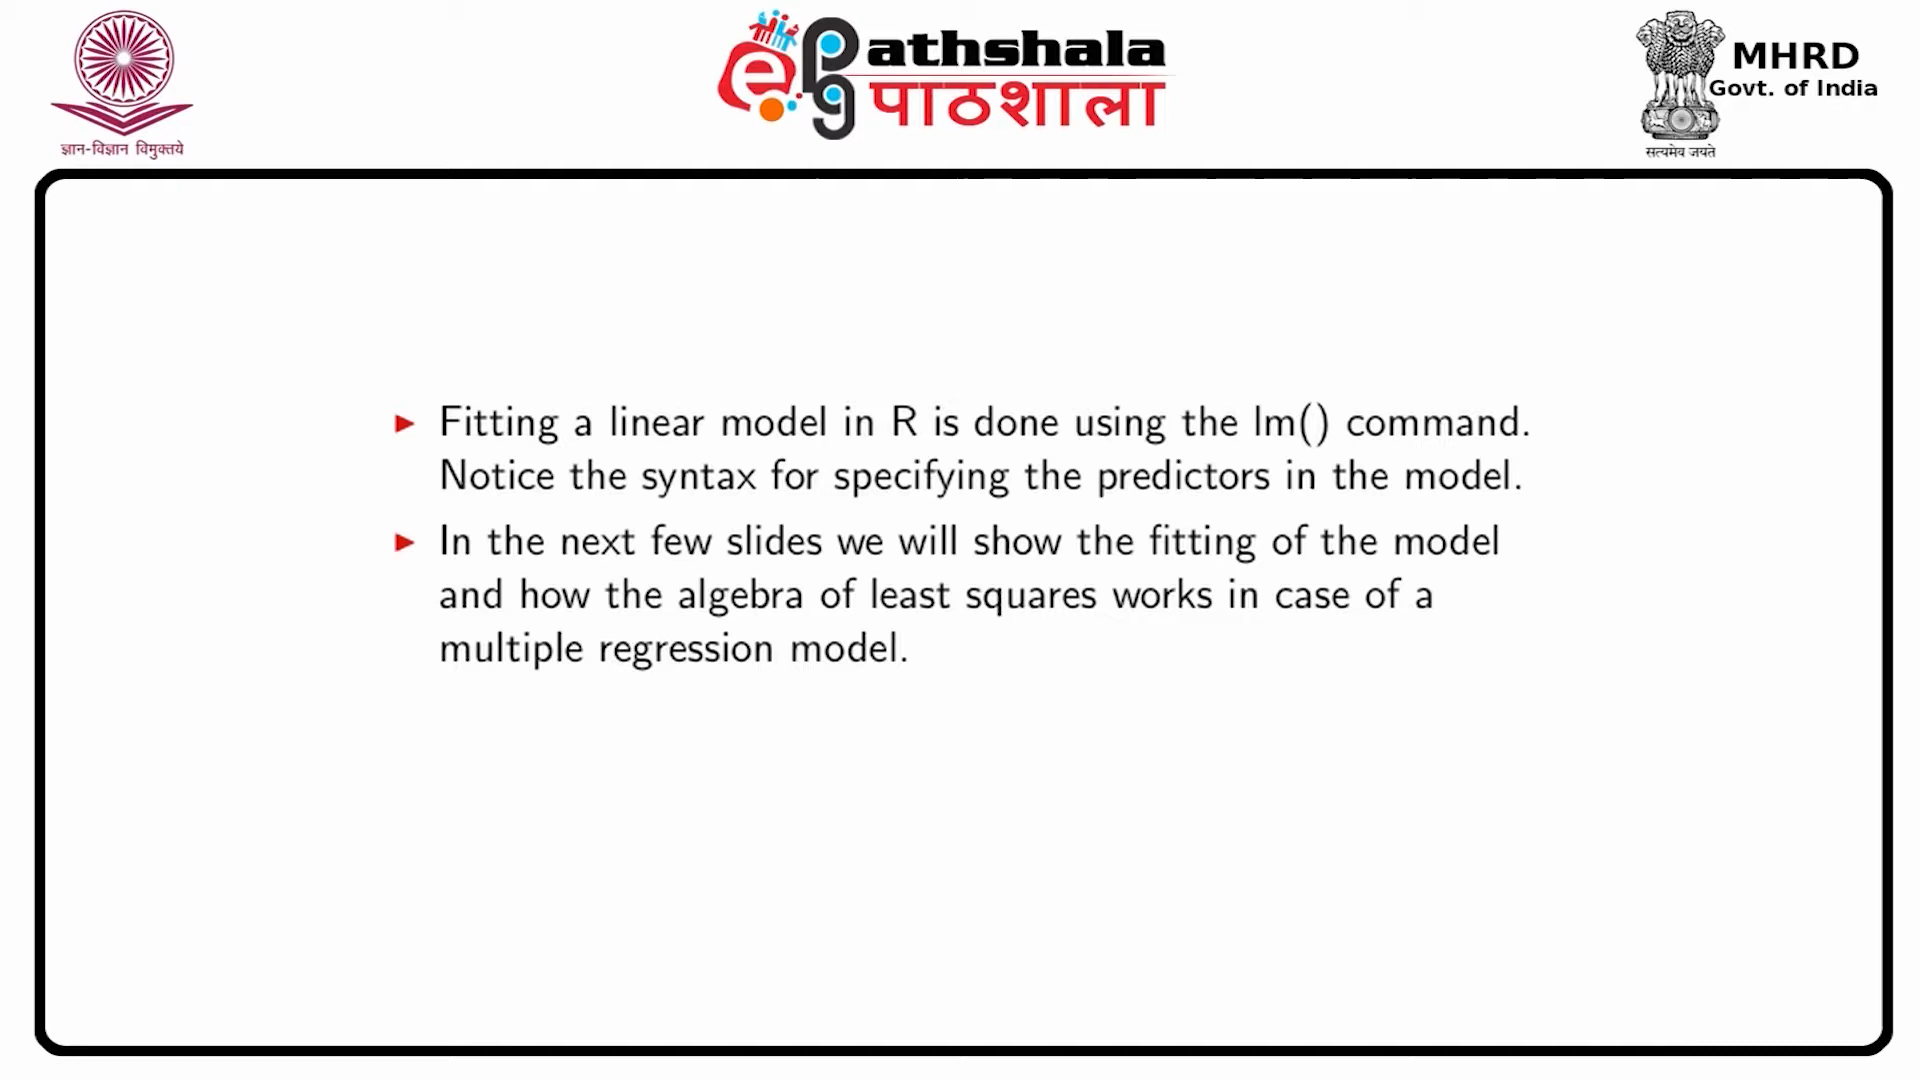 ज्ञान-विज्ञान विमुक्तये
ePG athshala
पाठशाला
MHRD
Govt. of India
सत्यमेव जयते
Fitting a linear model in R is done using the lm() command.
Notice the syntax for specifying the predictors in the model.
In the next few slides we will show the fitting of the model
and how the algebra of least squares works in case of a
multiple regression model.